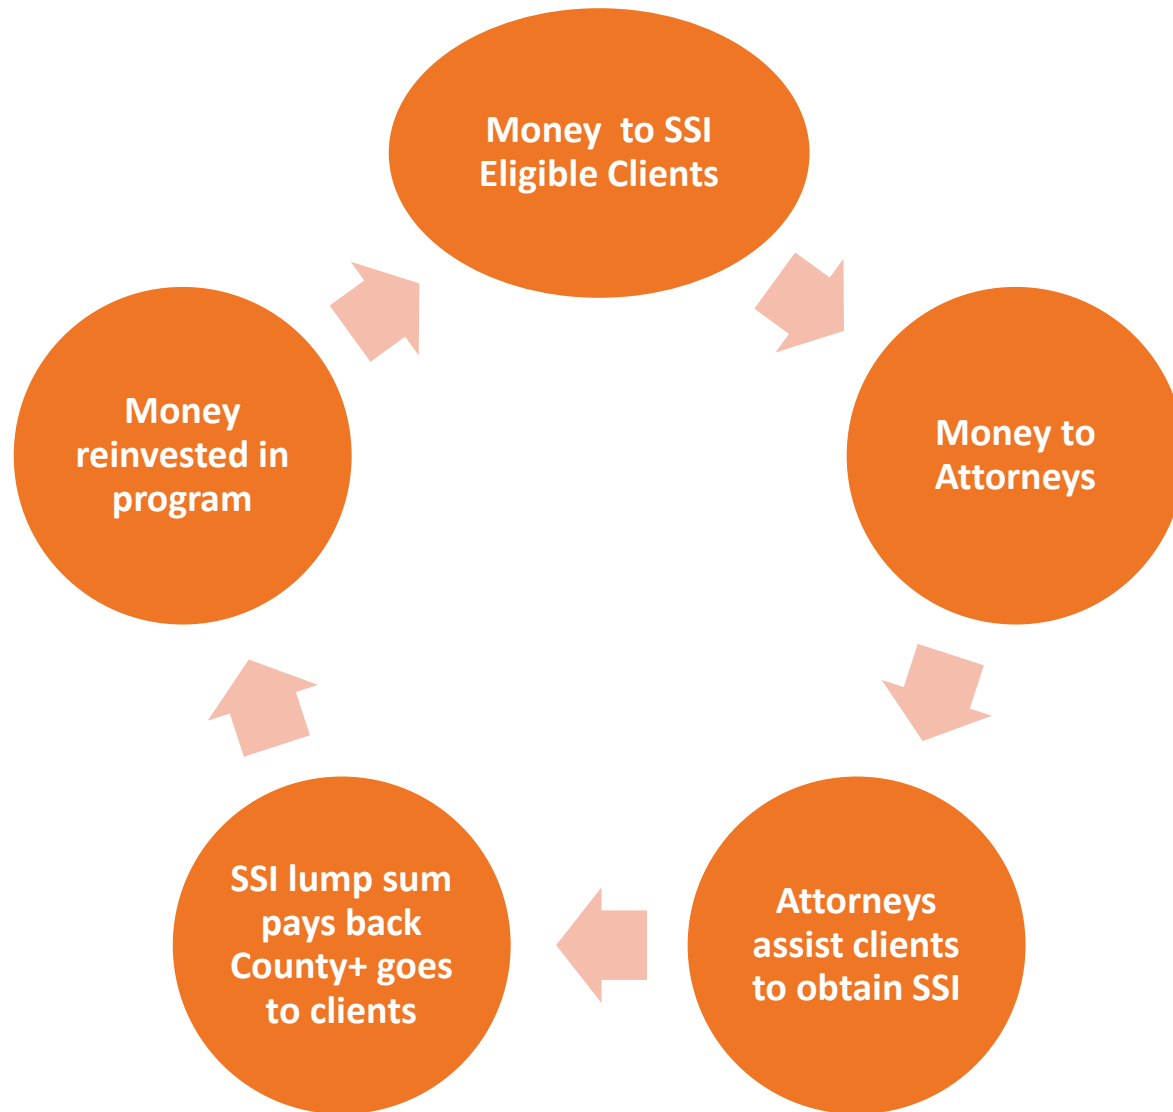 Money  to SSI
Eligible Clients
Money to
Attorneys
Attorneys
assist clients
to obtain SSI
SSI lump sum
pays back
County+ goes
to clients
Money
reinvested in
program